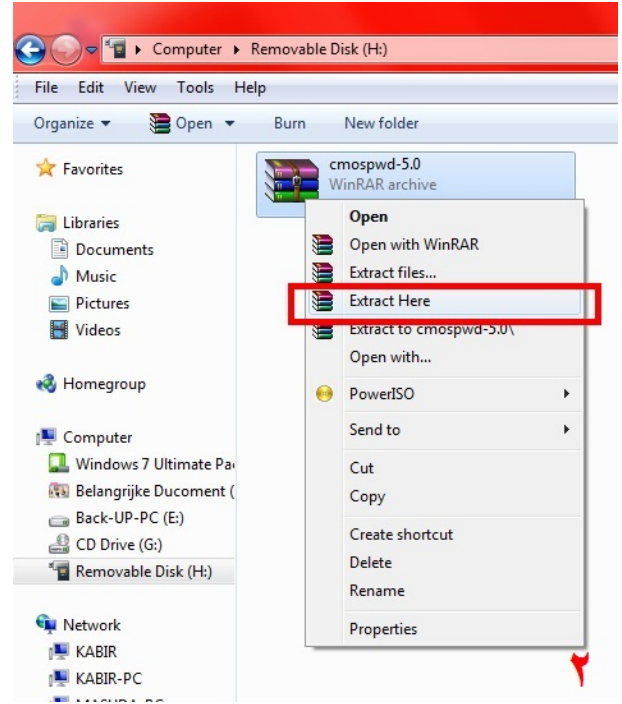 Computer ▸ Removable Disk (H:)
File Edit View Tools Help
Organize Open Burn New folder
Favorites
Libraries
Documents
Music
Pictures
Videos
Homegroup
Computer
Windows 7 Ultimate Pa
Belangrijke Ducoment (
Back-UP-PC (E:)
CD Drive (G:)
Removable Disk (H:)
Network
KABIR
KABIR-PC
cmospwd-5.0
WinRAR archive
Open
Open with WinRAR
Extract files...
Extract Here
Extract to cmospwd-5.0\
Open with...
PowerISO
Send to
Cut
Copy
Create shortcut
Delete
Rename
Properties
۲